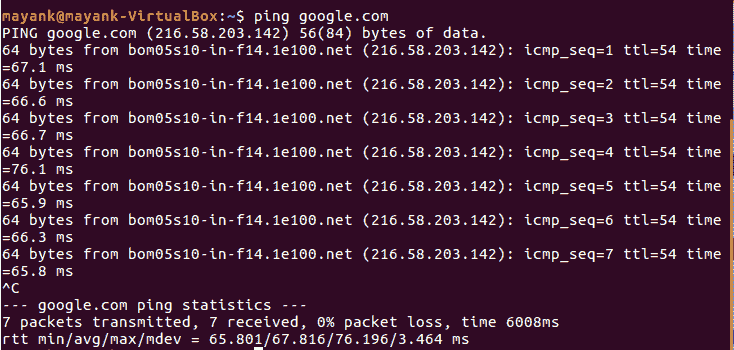 mayank@mayank-VirtualBox:~$ ping google.com
PING google.com (216.58.203.142) 56(84) bytes of data.
64 bytes from bom05s10-in-f14.1e100.net (216.58.203.142): icmp_seq=1 ttl=54 time
=67.1 ms
64 bytes from bom05s10-in-f14.1e100.net (216.58.203.142): icmp_seq=2 ttl=54 time
=66.6 ms
64 bytes from bom05s10-in-f14.1e100.net (216.58.203.142): icmp_seq=3 ttl=54 time
=66.7 ms
64 bytes from bom05s10-in-f14.1e100.net (216.58.203.142): icmp_seq=4 ttl=54 time
=76.1 ms
64 bytes from bom05s10-in-f14.1e100.net (216.58.203.142): icmp_seq=5 ttl=54 time
=65.9 ms
64 bytes from bom05s10-in-f14.1e100.net (216.58.203.142): icmp_seq=6 ttl=54 time
=66.3 ms
64 bytes from bom05s10-in-f14.1e100.net (216.58.203.142): icmp_seq=7 ttl=54 time
=65.8 ms
^C
--- google.com ping statistics ---
7 packets transmitted, 7 received, 0% packet loss, time 6008ms
rtt min/avg/max/mdev = 65.801/67.816/76.196/3.464 ms